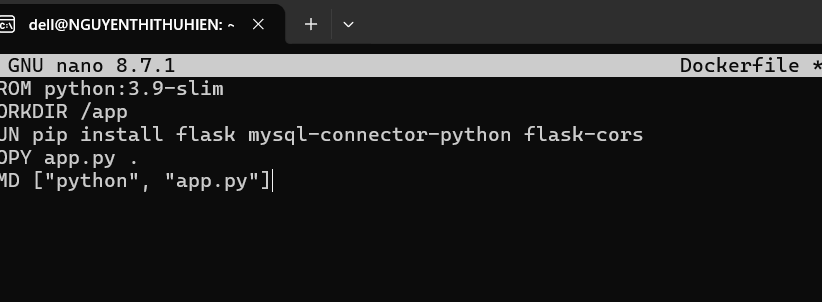 dell@NGUYENTHITHUHIEN: ~
GNU nano 8.7.1 Dockerfile *
ROM python:3.9-slim
ORKDIR /app
UN pip install flask mysql-connector-python flask-cors
OPY app.py .
MD ["python", "app.py"]